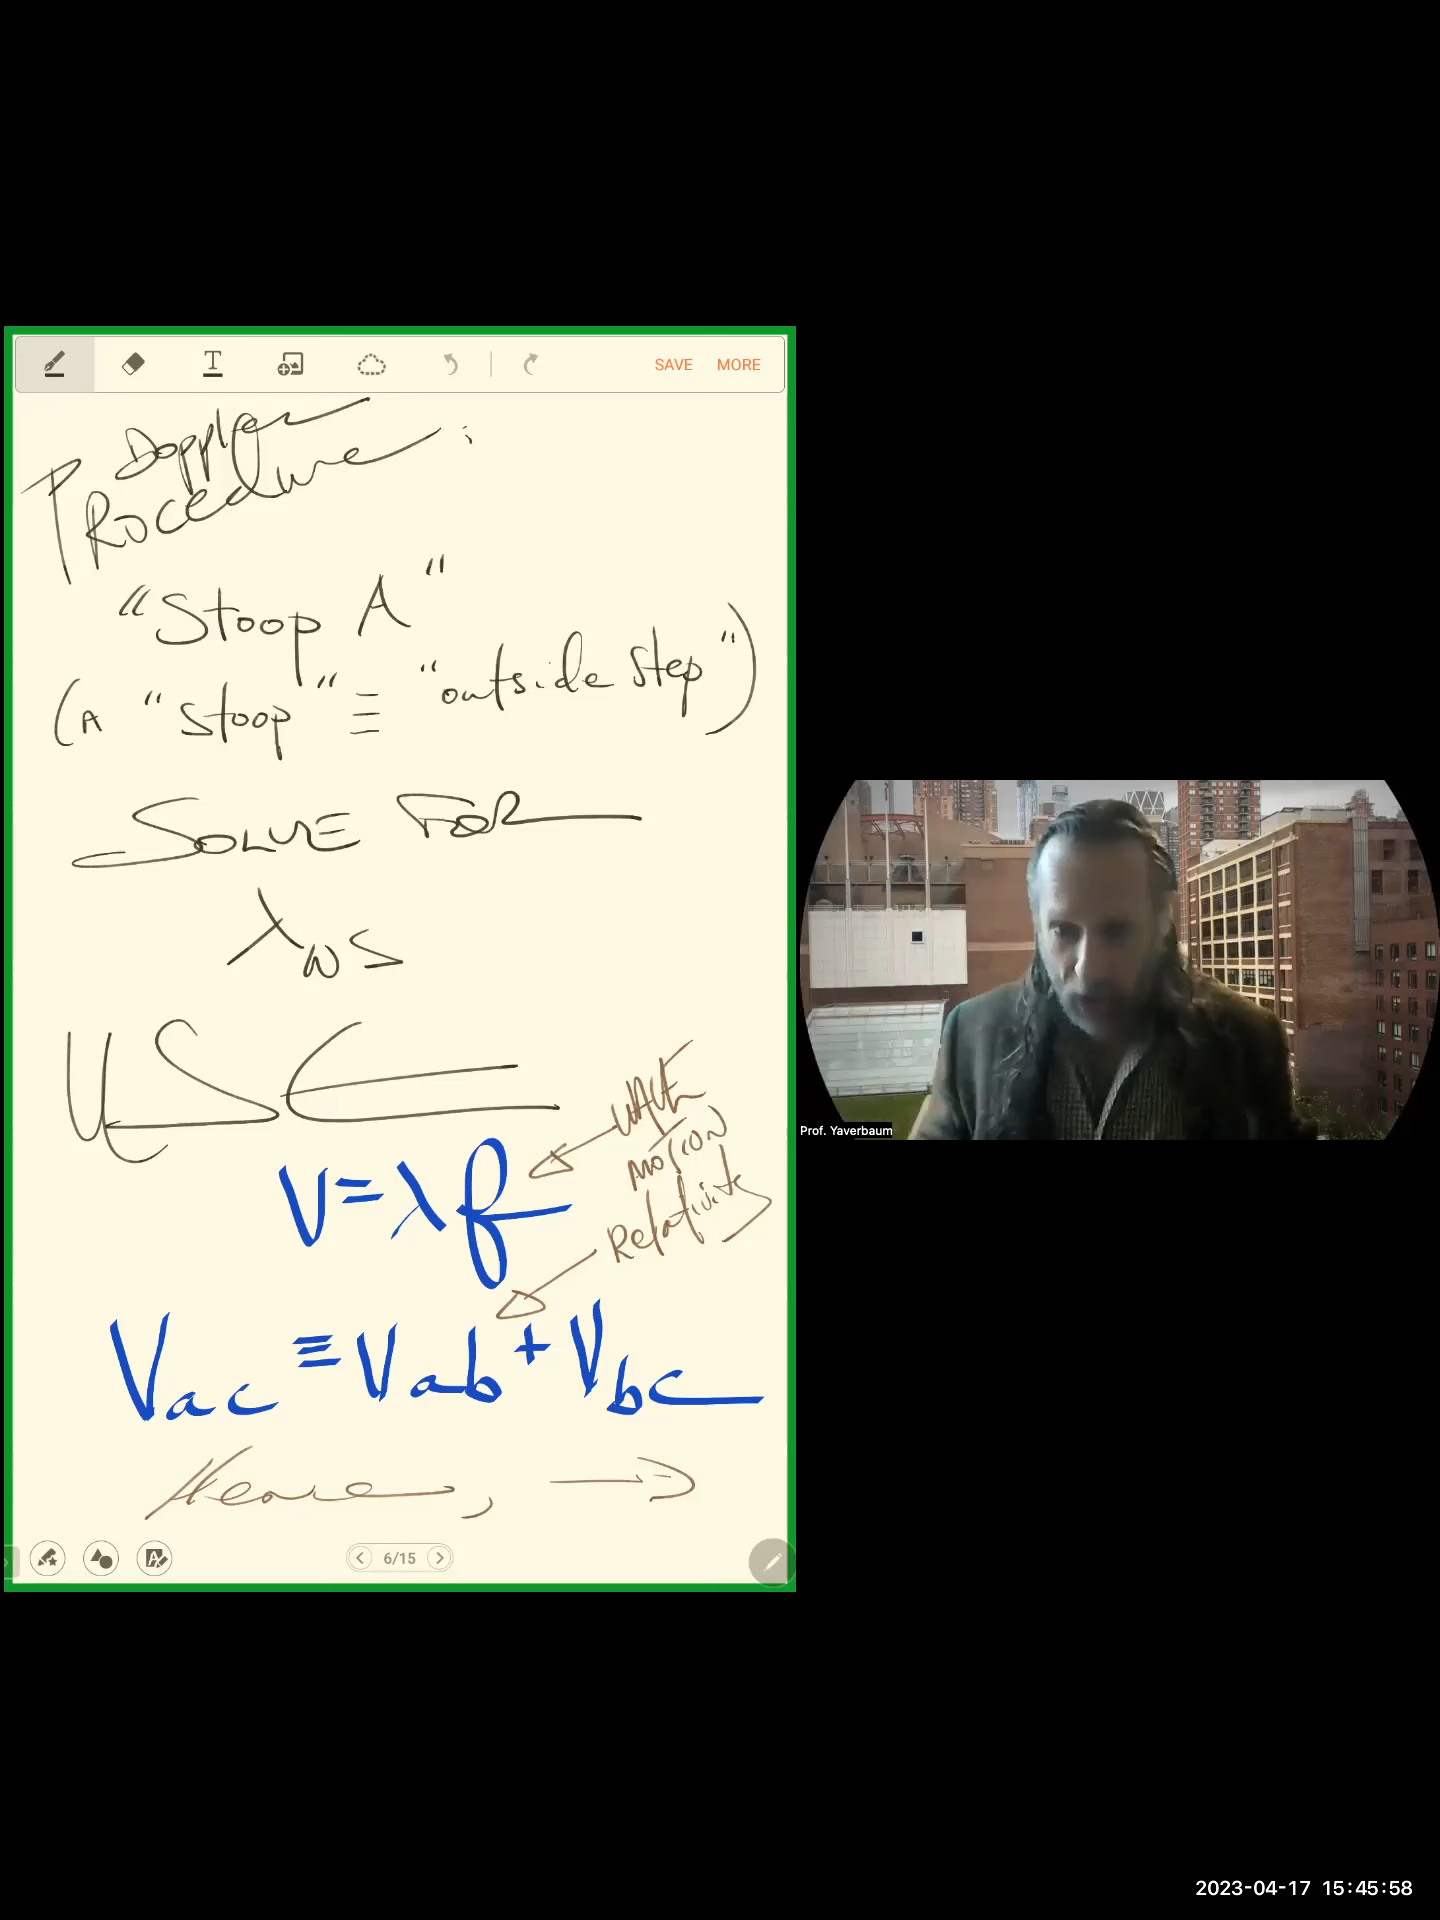 SAVE MORE
Doppler
Procedure:
"Stoop A"
(A "stoop" ≡ "outside step")
SOLVE FOR
λws
USE
WAVE
MOTION
V=λf
Relativity
Vac ≡ Vab + Vbc
Hence, →
6/15
Prof. Yaverbaum
2023-04-17 15:45:58